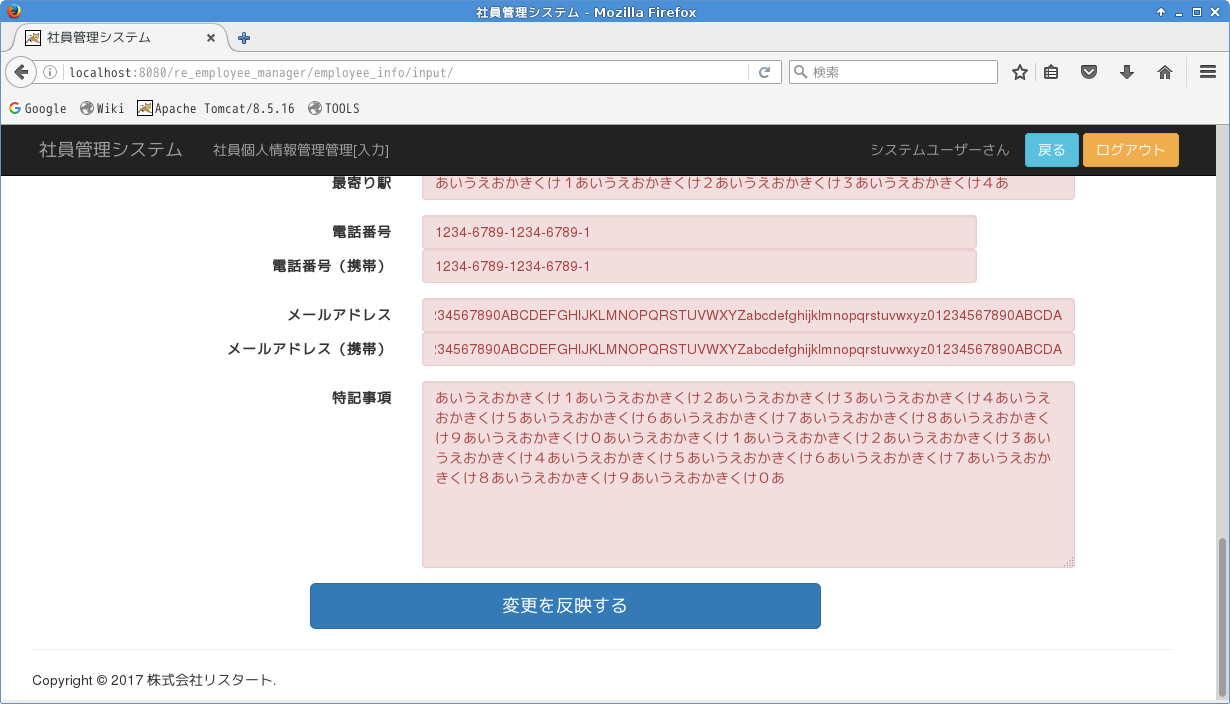 社員管理システム - Mozilla Firefox
社員管理システム
localhost:8080/re_employee_manager/employee_info/input/
検索
Google Wiki Apache Tomcat/8.5.16 TOOLS
社員管理システム 社員個人情報管理管理[入力] システムユーザーさん 戻る ログアウト
最寄り駅 あいうえおかきくけ１あいうえおかきくけ２あいうえおかきくけ３あいうえおかきくけ４あ
電話番号 1234-6789-1234-6789-1
電話番号（携帯） 1234-6789-1234-6789-1
メールアドレス 234567890ABCDEFGHIJKLMNOPQRSTUVWXYZabcdefghijklmnopqrstuvwxyz01234567890ABCDA
メールアドレス（携帯） 234567890ABCDEFGHIJKLMNOPQRSTUVWXYZabcdefghijklmnopqrstuvwxyz01234567890ABCDA
特記事項 あいうえおかきくけ１あいうえおかきくけ２あいうえおかきくけ３あいうえおかきくけ４あいうえ
おかきくけ５あいうえおかきくけ６あいうえおかきくけ７あいうえおかきくけ８あいうえおかきく
け９あいうえおかきくけ０あいうえおかきくけ１あいうえおかきくけ２あいうえおかきくけ３あい
うえおかきくけ４あいうえおかきくけ５あいうえおかきくけ６あいうえおかきくけ７あいうえおか
きくけ８あいうえおかきくけ９あいうえおかきくけ０あ
変更を反映する
Copyright © 2017 株式会社リスタート.